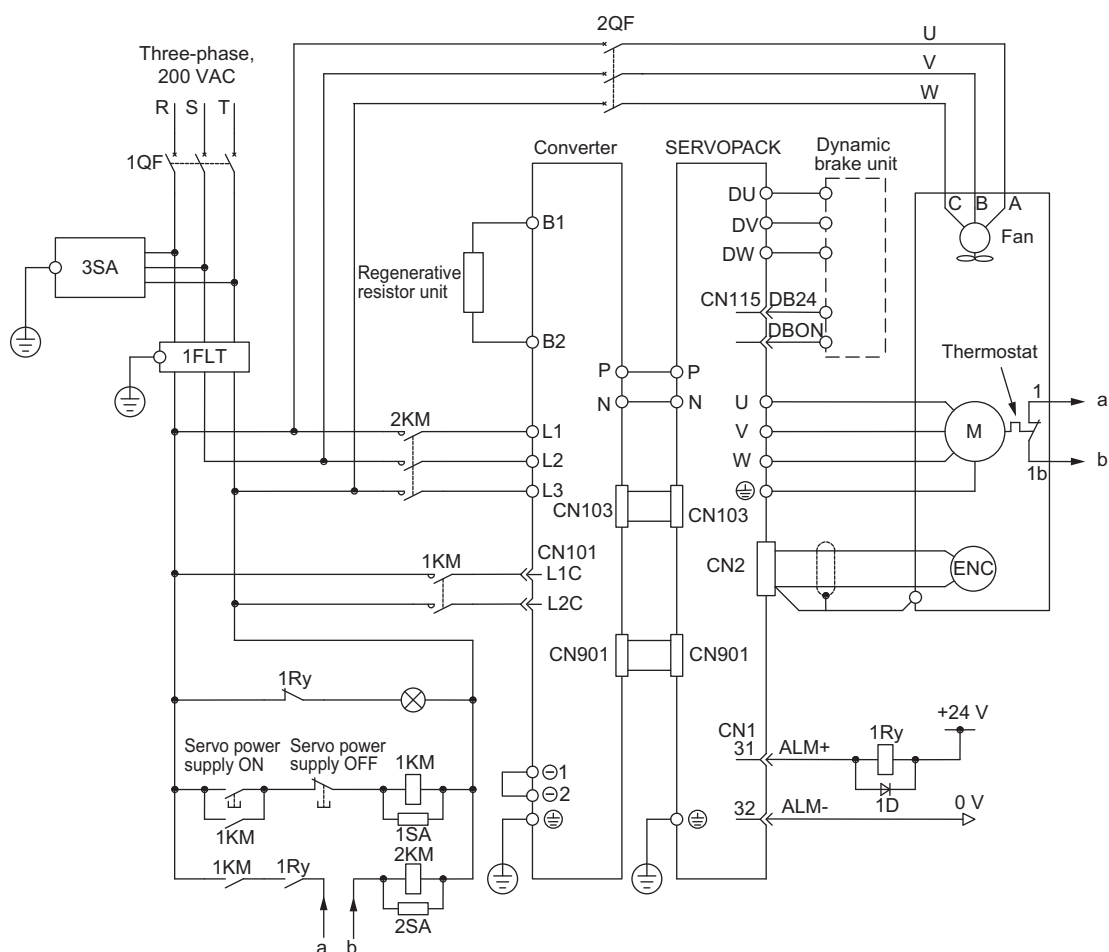 2QF
U
V
W
Three-phase,
200 VAC
R S T
1QF
Converter
SERVOPACK
Dynamic
brake unit
DU
DV
DW
C B A
Fan
B1
3SA
Regenerative
resistor unit
CN115 DB24
DBON
B2
1FLT
Thermostat
P P
N N
U
V
W
M
1
a
1b
b
2KM
L1
L2
L3
CN103 CN103
CN2
ENC
1KM
CN101
L1C
L2C
CN901 CN901
1Ry
CN1
31 ALM+
1Ry
+24 V
1D
32 ALM-
0 V
Servo power
supply ON
Servo power
supply OFF
1KM
1KM
1SA
⊖1
⊖2
1KM 1Ry
2KM
2SA
a b